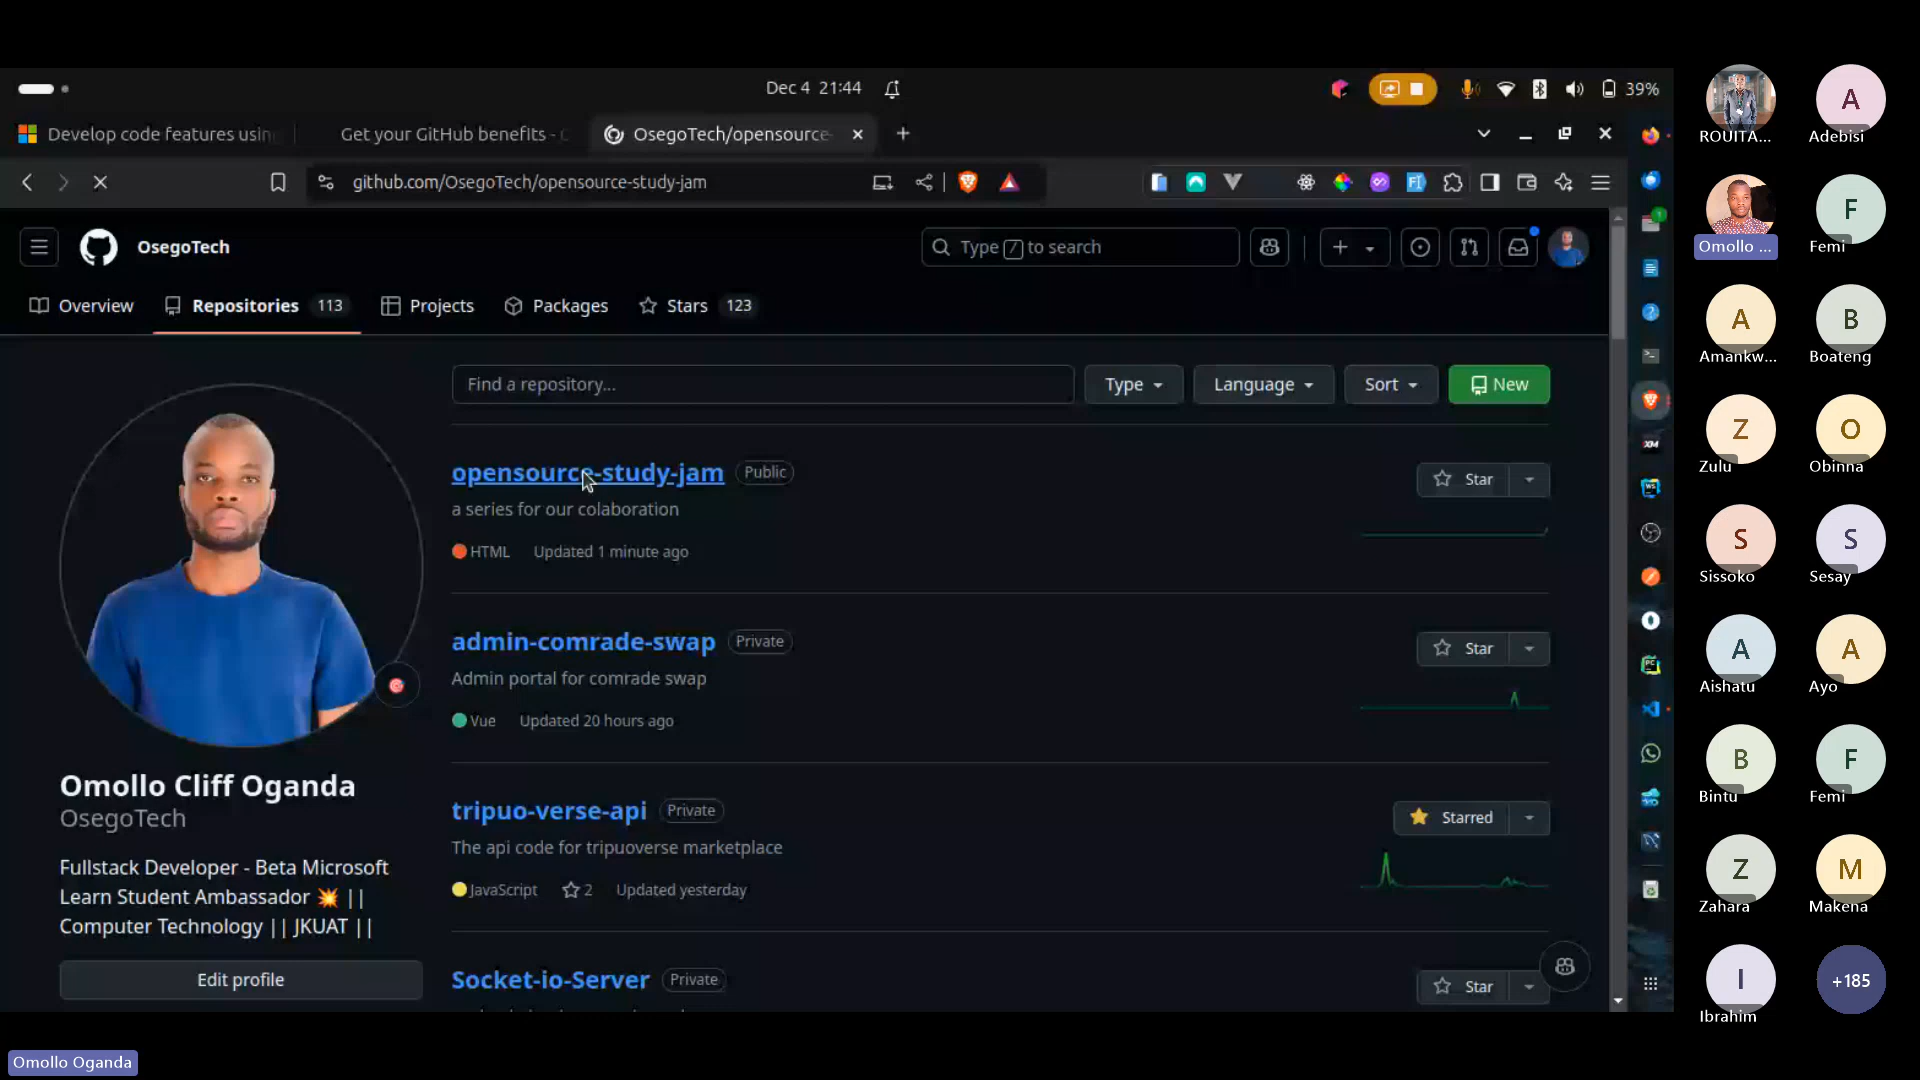 Dec 4 21:44
39%
Develop code features using
Get your GitHub benefits - G
OsegoTech/opensource-
github.com/OsegoTech/opensource-study-jam
OsegoTech
Type / to search
Overview
Repositories 113
Projects
Packages
Stars 123
Find a repository...
Type
Language
Sort
New
opensource-study-jam Public
Star
a series for our colaboration
HTML Updated 1 minute ago
admin-comrade-swap Private
Star
Admin portal for comrade swap
Vue Updated 20 hours ago
tripuo-verse-api Private
Starred
The api code for tripuoverse marketplace
JavaScript 2 Updated yesterday
Socket-io-Server Private
Star
Omollo Cliff Oganda
OsegoTech
Fullstack Developer - Beta Microsoft
Learn Student Ambassador 💥 ||
Computer Technology || JKUAT ||
Edit profile
ROUITA...
A
Adebisi
Omollo ...
F
Femi
A
Amankw...
B
Boateng
Z
Zulu
O
Obinna
S
Sissoko
S
Sesay
A
Aishatu
A
Ayo
B
Bintu
F
Femi
Z
Zahara
M
Makena
I
Ibrahim
+185
Omollo Oganda